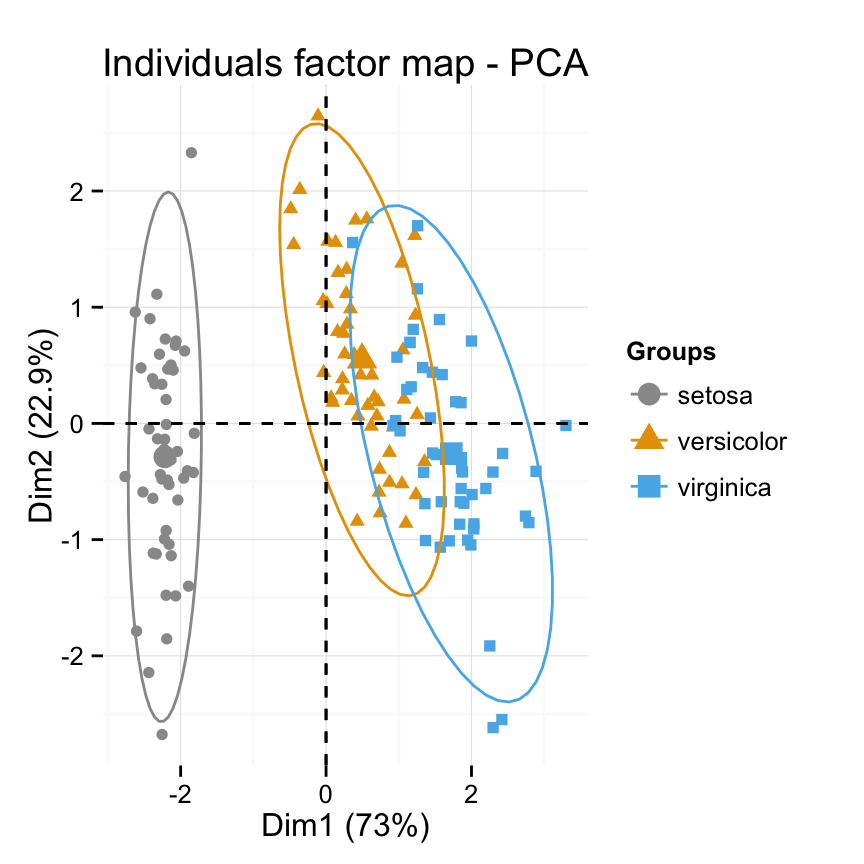 Individuals factor map - PCA
Dim2 (22.9%)
2
1
0
-1
-2
-2
0
2
Dim1 (73%)
Groups
setosa
versicolor
virginica